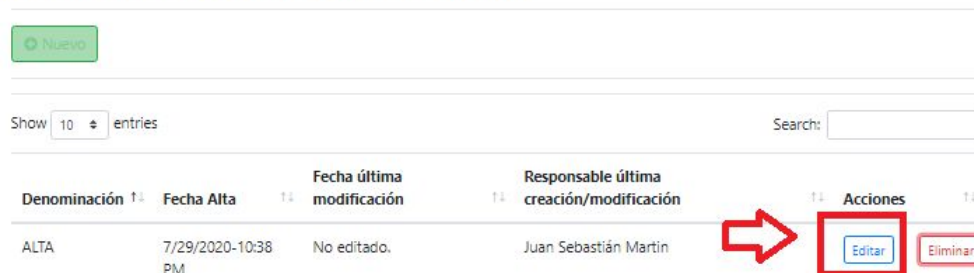 Nuevo
Show 10 entries
Search:
Denominación
Fecha Alta
Fecha última
modificación
Responsable última
creación/modificación
Acciones
ALTA
7/29/2020-10:38
PM
No editado.
Juan Sebastián Martin
Editar
Eliminar